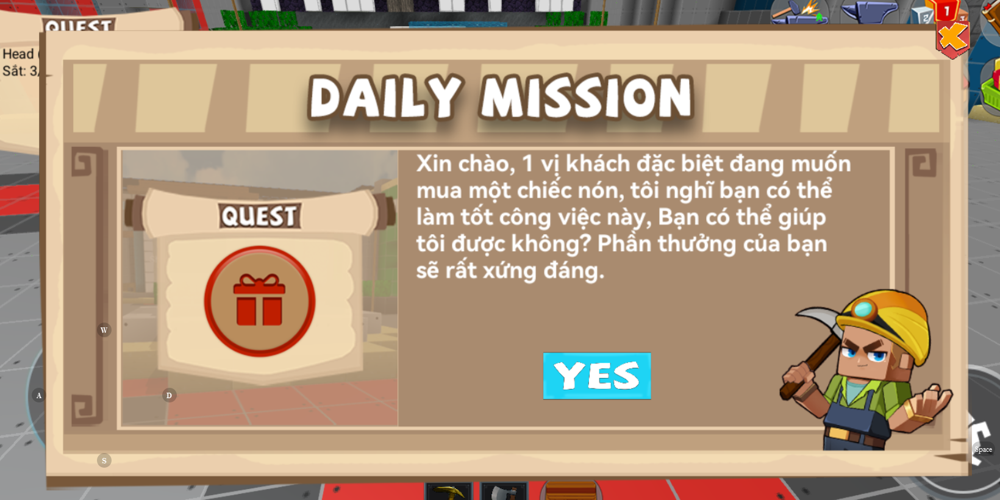 QUEST
1
2
3
Head
Sắt: 3
DAILY MISSION
Xin chào, 1 vị khách đặc biệt đang muốn
mua một chiếc nón, tôi nghĩ bạn có thể
làm tốt công việc này, Bạn có thể giúp
tôi được không? Phần thưởng của bạn
sẽ rất xứng đáng.
QUEST
YES
W
A
D
S
Space